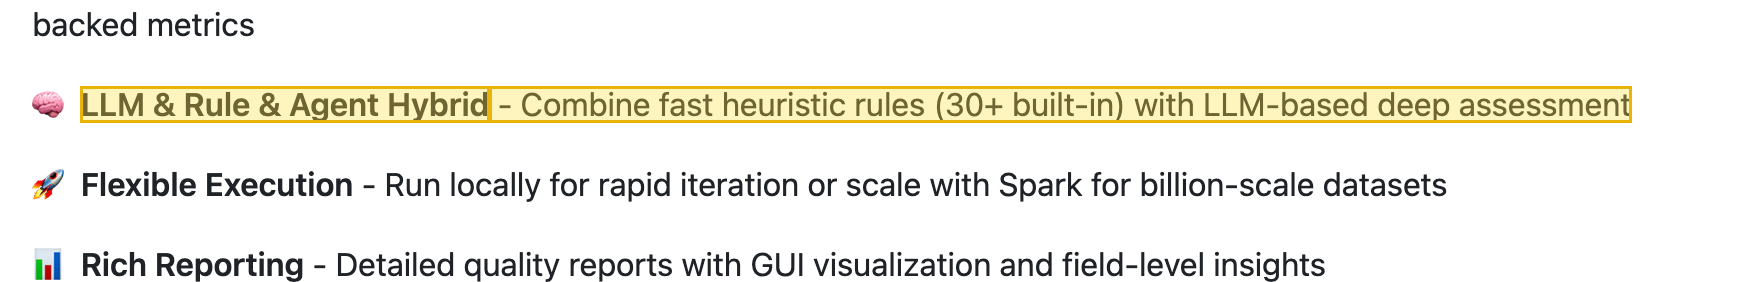 backed metrics
🧠 LLM & Rule & Agent Hybrid - Combine fast heuristic rules (30+ built-in) with LLM-based deep assessment
🚀 Flexible Execution - Run locally for rapid iteration or scale with Spark for billion-scale datasets
📊 Rich Reporting - Detailed quality reports with GUI visualization and field-level insights